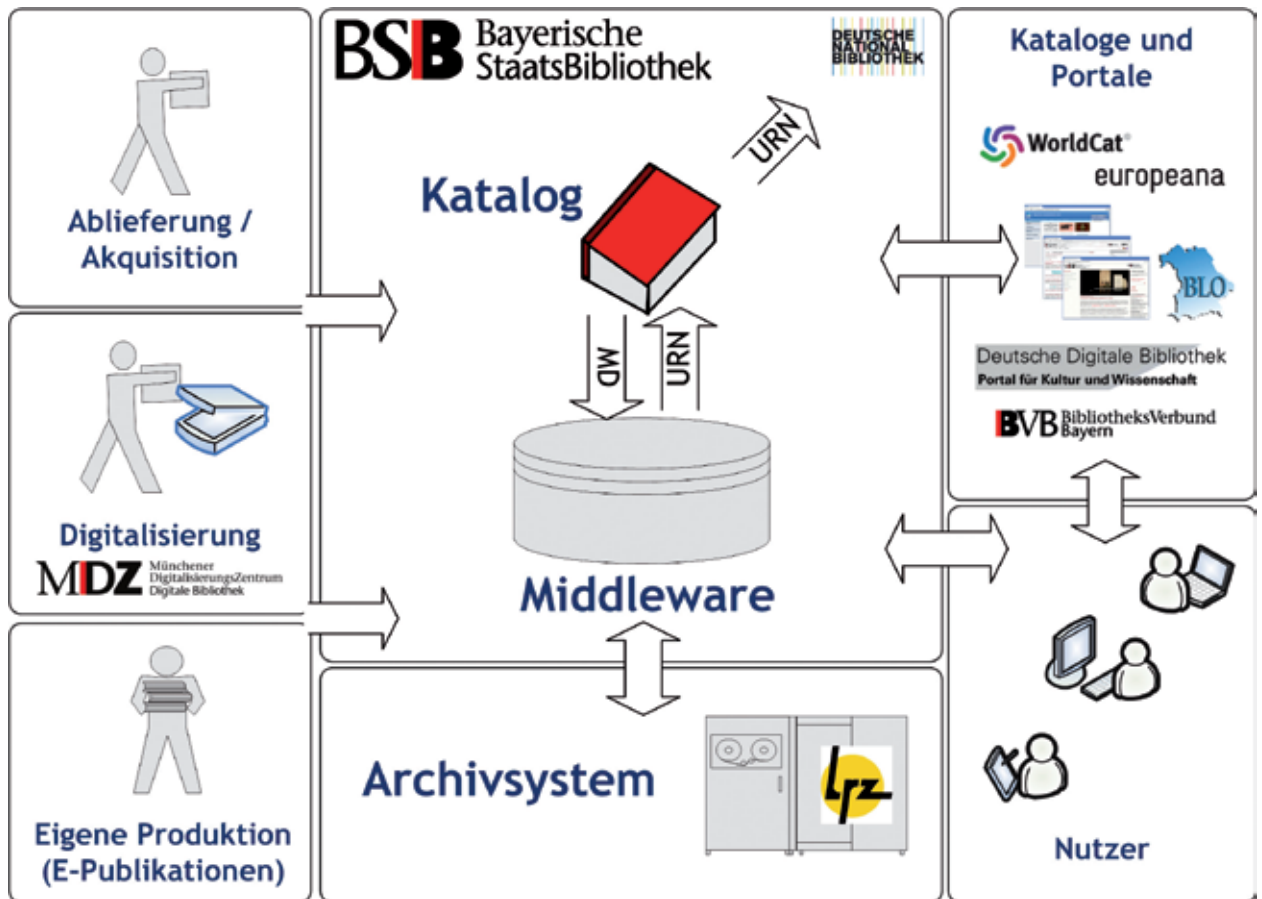 Ablieferung /
Akquisition
Digitalisierung
MDZ Münchener
DigitalisierungsZentrum
Digitale Bibliothek
Eigene Produktion
(E-Publikationen)
BSB Bayerische
StaatsBibliothek
DEUTSCHE
NATIONAL
BIBLIOTHEK
URN
Katalog
MD
URN
Middleware
Archivsystem
lrz
Kataloge und
Portale
WorldCat®
europeana
BLO
Deutsche Digitale Bibliothek
Portal für Kultur und Wissenschaft
BVB BibliotheksVerbund
Bayern
Nutzer